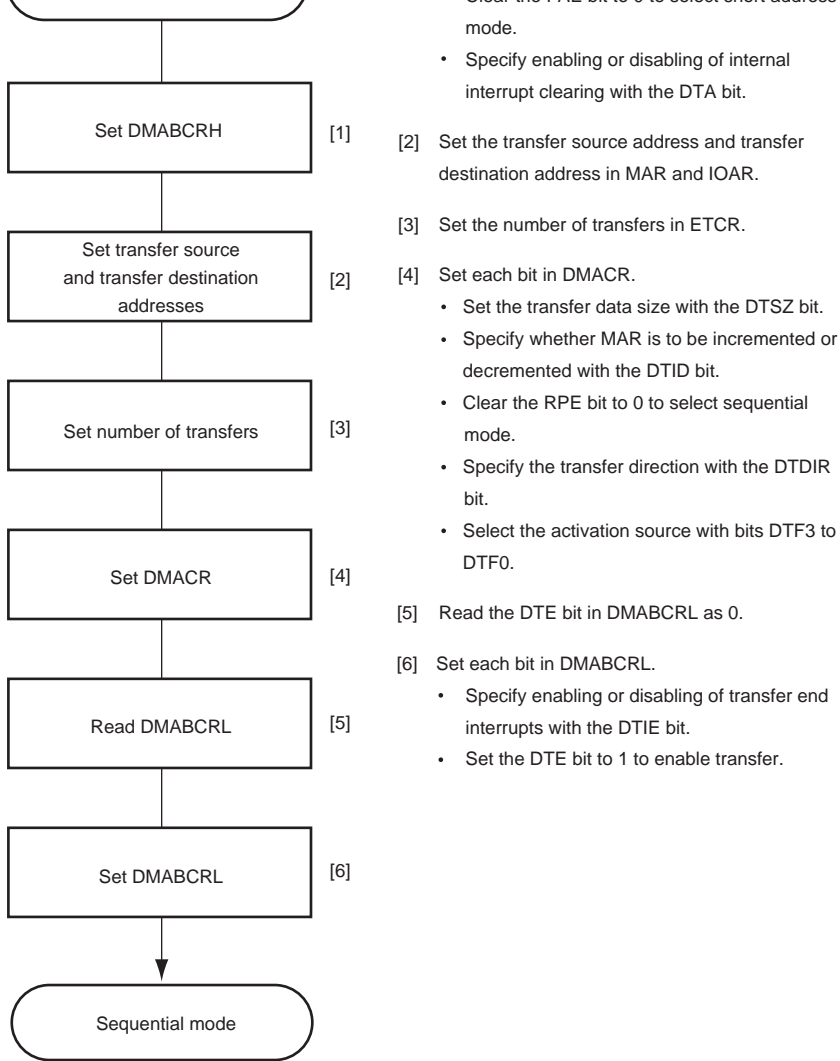 mode.
• Specify enabling or disabling of internal
interrupt clearing with the DTA bit.
Set DMABCRH
[1]
[2] Set the transfer source address and transfer
destination address in MAR and IOAR.
[3] Set the number of transfers in ETCR.
Set transfer source
and transfer destination
addresses
[2]
[4] Set each bit in DMACR.
• Set the transfer data size with the DTSZ bit.
• Specify whether MAR is to be incremented or
decremented with the DTID bit.
• Clear the RPE bit to 0 to select sequential
mode.
• Specify the transfer direction with the DTDIR
bit.
• Select the activation source with bits DTF3 to
DTF0.
Set number of transfers
[3]
Set DMACR
[4]
[5] Read the DTE bit in DMABCRL as 0.
[6] Set each bit in DMABCRL.
• Specify enabling or disabling of transfer end
interrupts with the DTIE bit.
• Set the DTE bit to 1 to enable transfer.
Read DMABCRL
[5]
Set DMABCRL
[6]
Sequential mode